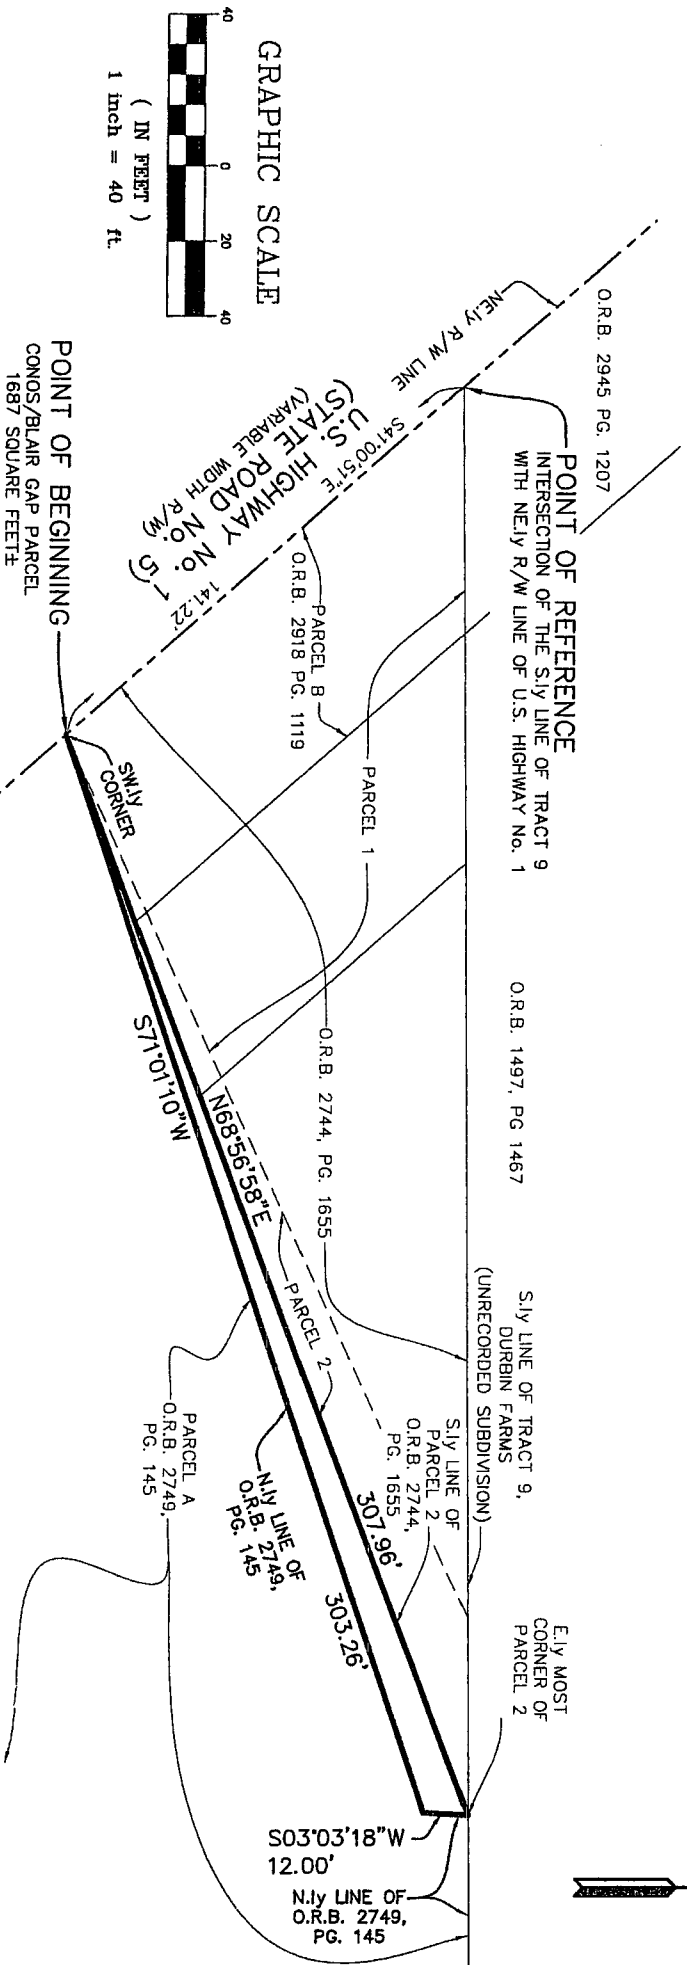 40 0 20 40
GRAPHIC SCALE
( IN FEET )
1 inch = 40 ft.
O.R.B. 2945 PG. 1207
NE.ly R/W LINE
POINT OF REFERENCE
INTERSECTION OF THE S.ly LINE OF TRACT 9
WITH NE.ly R/W LINE OF U.S. HIGHWAY No. 1
S41°00'51"E
141.22'
U.S. HIGHWAY No. 1
(STATE ROAD No. 5)
(VARIABLE WIDTH R/W)
PARCEL B
O.R.B. 2918 PG. 1119
PARCEL 1
POINT OF BEGINNING
CONOS/BLAIR GAP PARCEL
1687 SQUARE FEET±
SW.ly
CORNER
O.R.B. 1497, PG 1467
O.R.B. 2744, PG. 1655
S71°01'10"W
N68°56'58"E
PARCEL 2
S.ly LINE OF TRACT 9,
DURBIN FARMS
(UNRECORDED SUBDIVISION)
S.ly LINE OF
PARCEL 2
O.R.B. 2744,
PG. 1655
307.96'
303.26'
N.ly LINE OF
O.R.B. 2749,
PG. 145
PARCEL A
O.R.B. 2749,
PG. 145
E.ly MOST
CORNER OF
PARCEL 2
S03°03'18"W
12.00'
N.ly LINE OF
O.R.B. 2749,
PG. 145